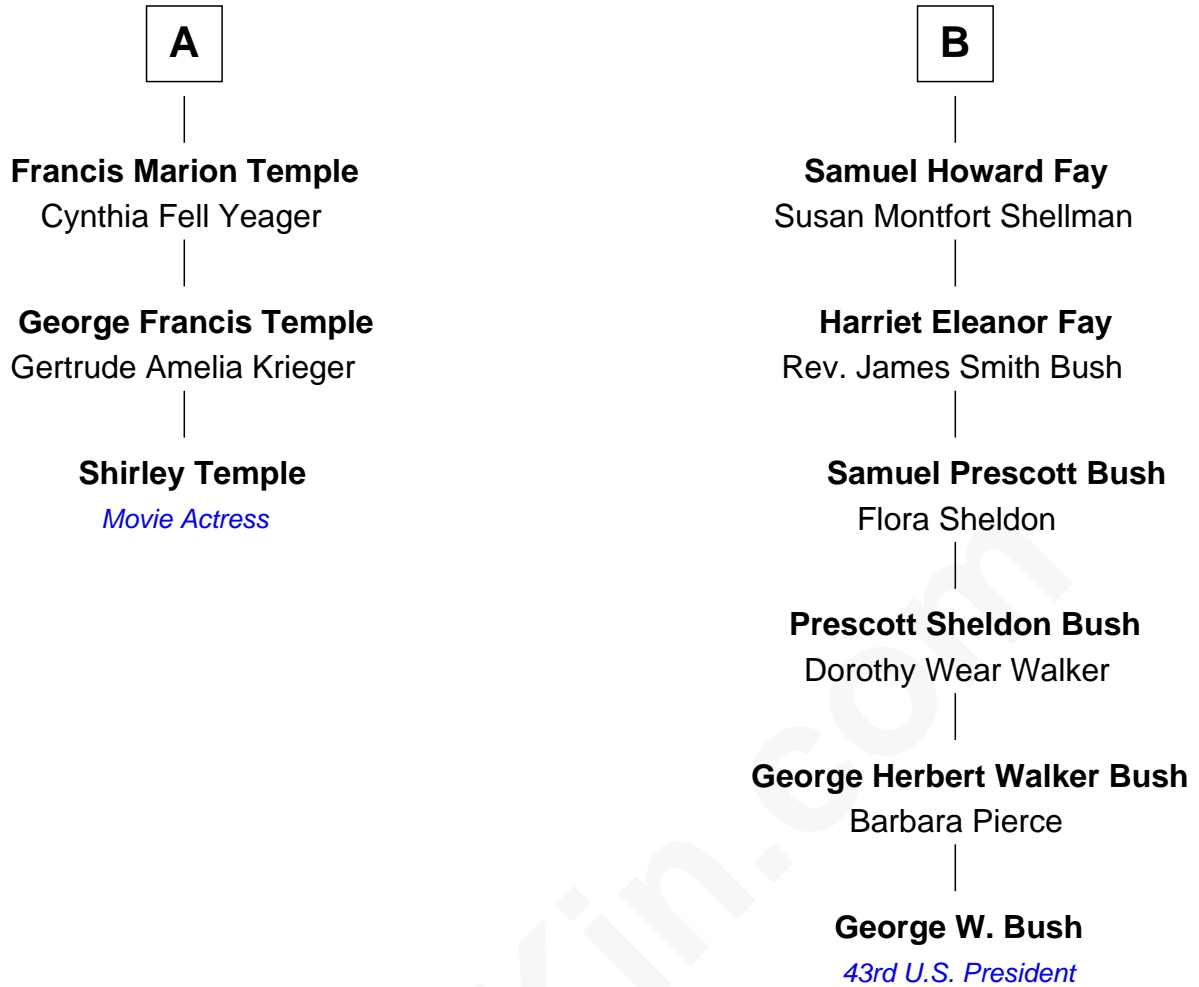 A
Francis Marion Temple
Cynthia Fell Yeager
George Francis Temple
Gertrude Amelia Krieger
Shirley Temple
Movie Actress
B
Samuel Howard Fay
Susan Montfort Shellman
Harriet Eleanor Fay
Rev. James Smith Bush
Samuel Prescott Bush
Flora Sheldon
Prescott Sheldon Bush
Dorothy Wear Walker
George Herbert Walker Bush
Barbara Pierce
George W. Bush
43rd U.S. President